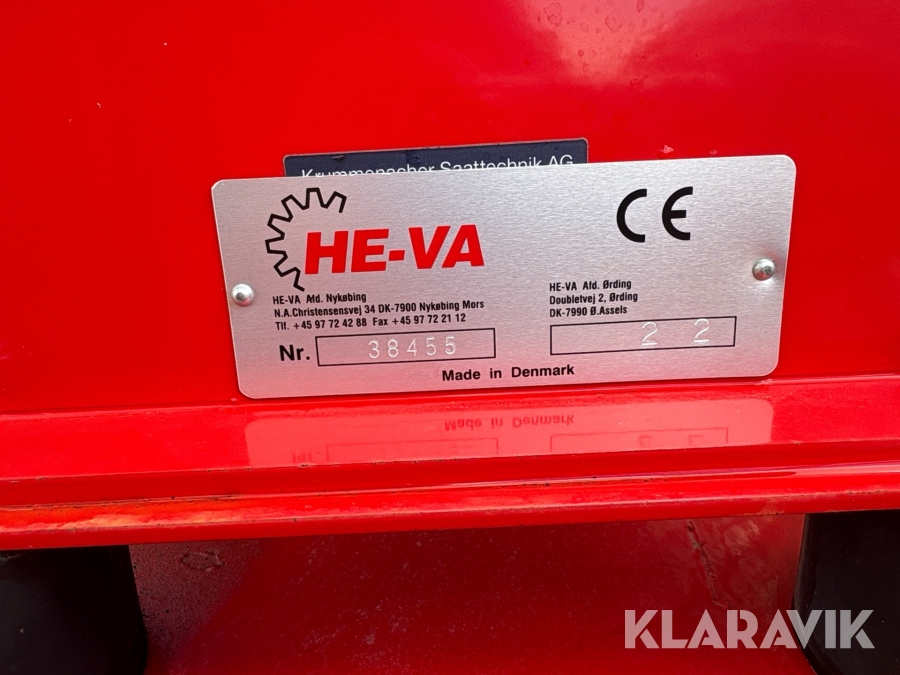 Krummenacher Saattechnik AG
HE-VA
CE
HE-VA Afd. Nykøbing
N.A.Christensensvej 34 DK-7900 Nykøbing Mors
Tlf. +45 97 72 42 88 Fax +45 97 72 21 12
HE-VA Afd. Ørding
Doubletvej 2, Ørding
DK-7990 Ø.Assels
Nr. 38455
2 2
Made in Denmark
KLARAVIK